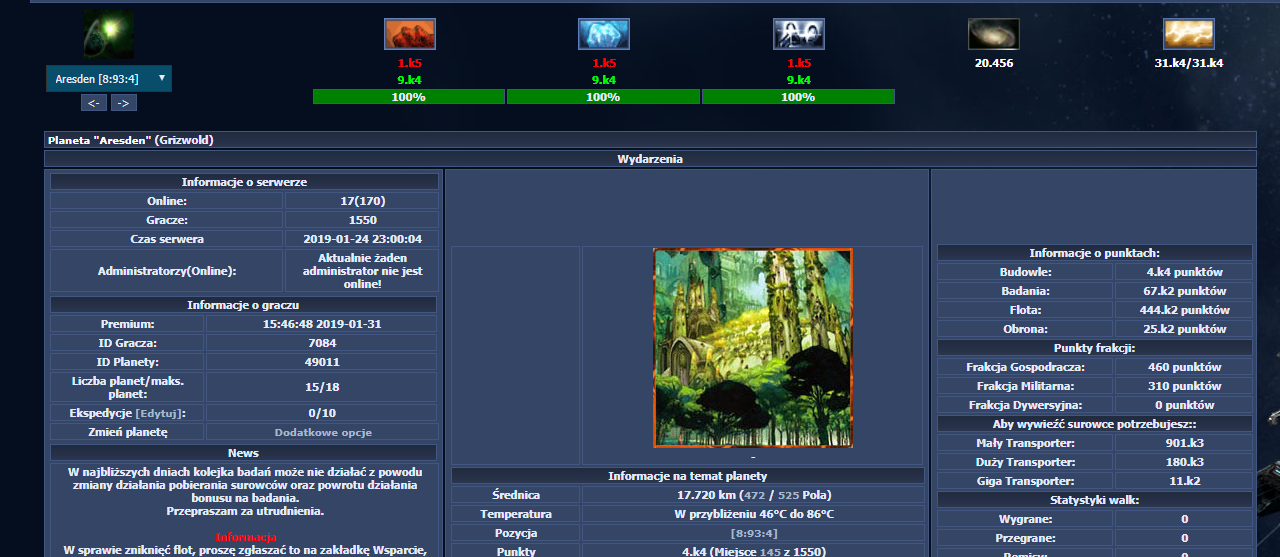 Aresden [8:93:4] ▼
<- ->
1.k5 1.k5 1.k5 20.456 31.k4/31.k4
9.k4 9.k4 9.k4
100% 100% 100%
Planeta "Aresden" (Grizwold)
Wydarzenia
Informacje o serwerze
Online: 17(170)
Gracze: 1550
Czas serwera 2019-01-24 23:00:04
Administratorzy(Online): Aktualnie żaden
administrator nie jest
online!
Informacje o graczu
Premium: 15:46:48 2019-01-31
ID Gracza: 7084
ID Planety: 49011
Liczba planet/maks.
planet: 15/18
Ekspedycje [Edytuj]: 0/10
Zmień planetę Dodatkowe opcje
News
W najbliższych dniach kolejka badań może nie działać z powodu
zmiany działania pobierania surowców oraz powrotu działania
bonusu na badania.
Przepraszam za utrudnienia.
Informacja
W sprawie zniknięć flot, proszę zgłaszać to na zakładkę Wsparcie,
-
Informacje na temat planety
Średnica 17.720 km (472 / 525 Pola)
Temperatura W przybliżeniu 46°C do 86°C
Pozycja [8:93:4]
Punkty 4.k4 (Miejsce 145 z 1550)
Informacje o punktach:
Budowle: 4.k4 punktów
Badania: 67.k2 punktów
Flota: 444.k2 punktów
Obrona: 25.k2 punktów
Punkty frakcji:
Frakcja Gospodracza: 460 punktów
Frakcja Militarna: 310 punktów
Frakcja Dywersyjna: 0 punktów
Aby wywieźć surowce potrzebujesz::
Mały Transporter: 901.k3
Duży Transporter: 180.k3
Giga Transporter: 11.k2
Statystyki walk:
Wygrane: 0
Przegrane: 0